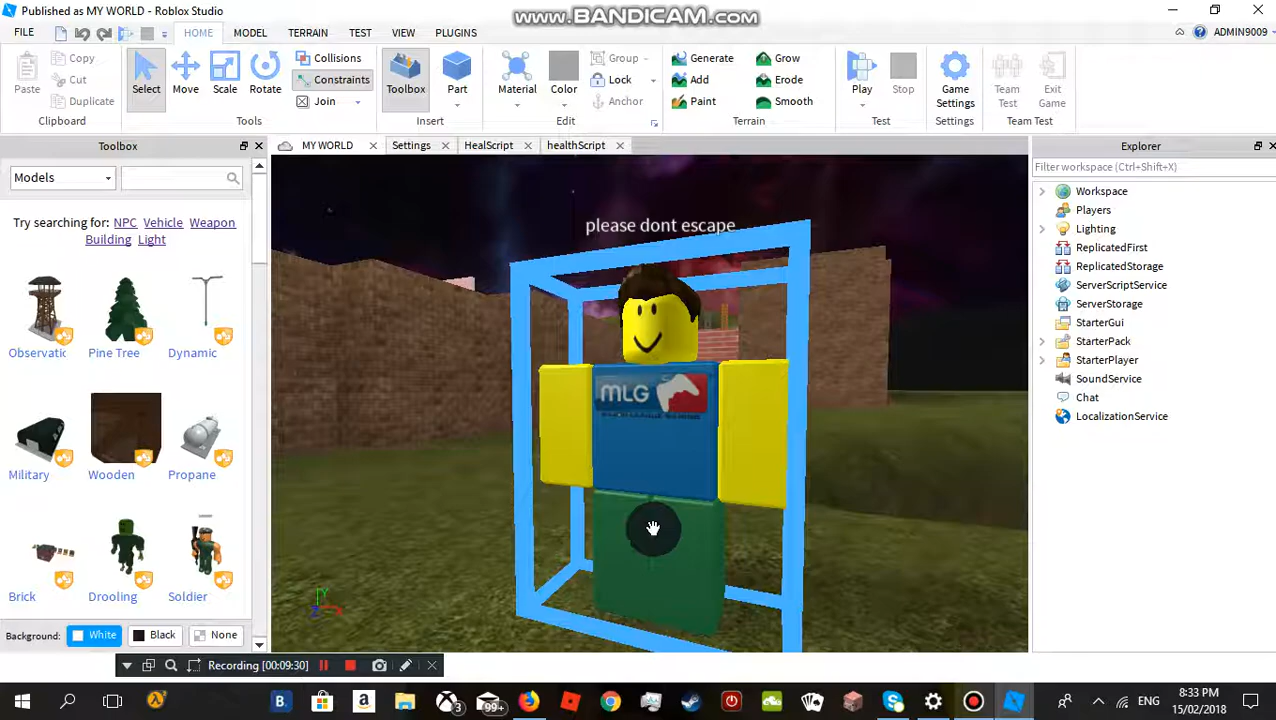 Published as MY WORLD - Roblox Studio
www.BANDICAM.com
FILE HOME MODEL TERRAIN TEST VIEW PLUGINS ADMIN9009
Paste Copy Cut Duplicate Clipboard
Select Move Scale Rotate Collisions Constraints Join Tools
Toolbox Part Insert
Material Color Group Lock Anchor Edit
Generate Add Paint Grow Erode Smooth Terrain
Play Stop Test
Game Settings Settings
Team Test Exit Game Team Test
Toolbox
MY WORLD Settings HealScript healthScript
Explorer
Models
Filter workspace (Ctrl+Shift+X)
Try searching for: NPC Vehicle Weapon
Building Light
Observatic Pine Tree Dynamic
Military Wooden Propane
Brick Drooling Soldier
Background: White Black None
please dont escape
MLG
Workspace
Players
Lighting
ReplicatedFirst
ReplicatedStorage
ServerScriptService
ServerStorage
StarterGui
StarterPack
StarterPlayer
SoundService
Chat
LocalizationService
Recording [00:09:30]
B. a 3 99+ ENG 8:33 PM
15/02/2018